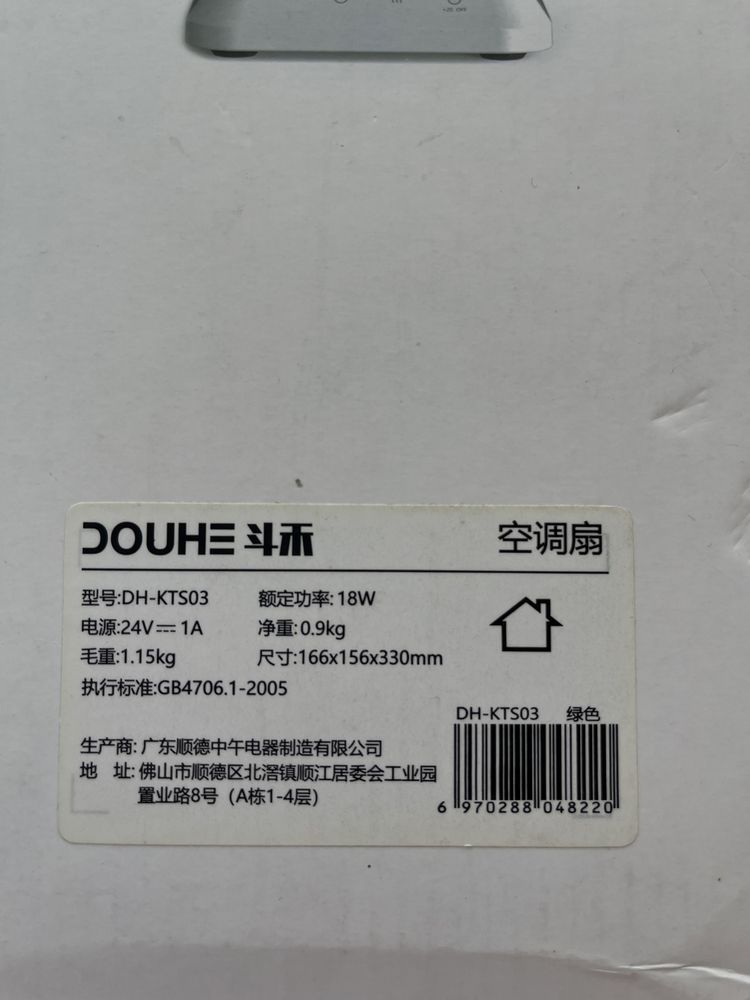 DOUHE 斗禾
空调扇
型号:DH-KTS03 额定功率: 18W
电源:24V⎓1A 净重: 0.9kg
毛重:1.15kg 尺寸:166x156x330mm
执行标准:GB4706.1-2005
DH-KTS03 绿色
生产商: 广东顺德中午电器制造有限公司
地 址: 佛山市顺德区北滘镇顺江居委会工业园
置业路8号（A栋1-4层）
6 970288 048220